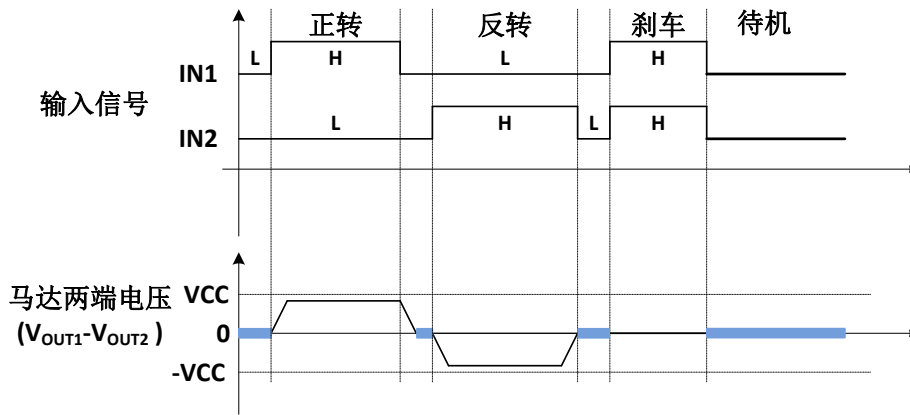 正转 反转 刹车 待机
IN1 L H L H
输入信号
IN2 L H L H
马达两端电压 VCC
(VOUT1-VOUT2 ) 0
-VCC